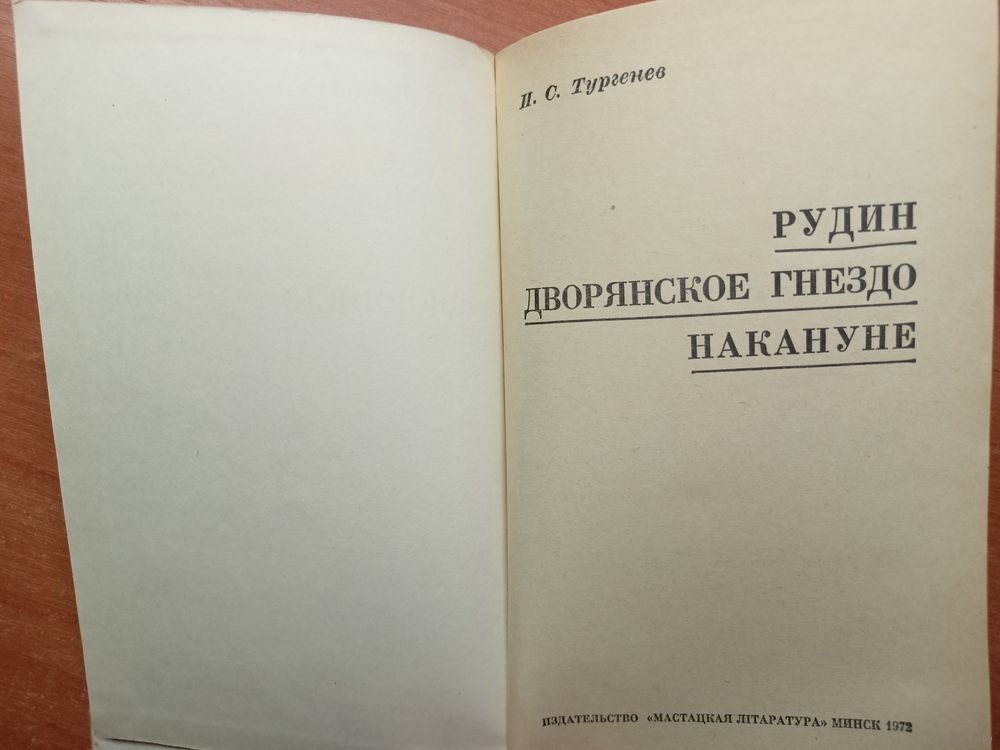 И. С. Тургенев
РУДИН
ДВОРЯНСКОЕ ГНЕЗДО
НАКАНУНЕ
ИЗДАТЕЛЬСТВО «МАСТАЦКАЯ ЛІТАРАТУРА» МИНСК 1972